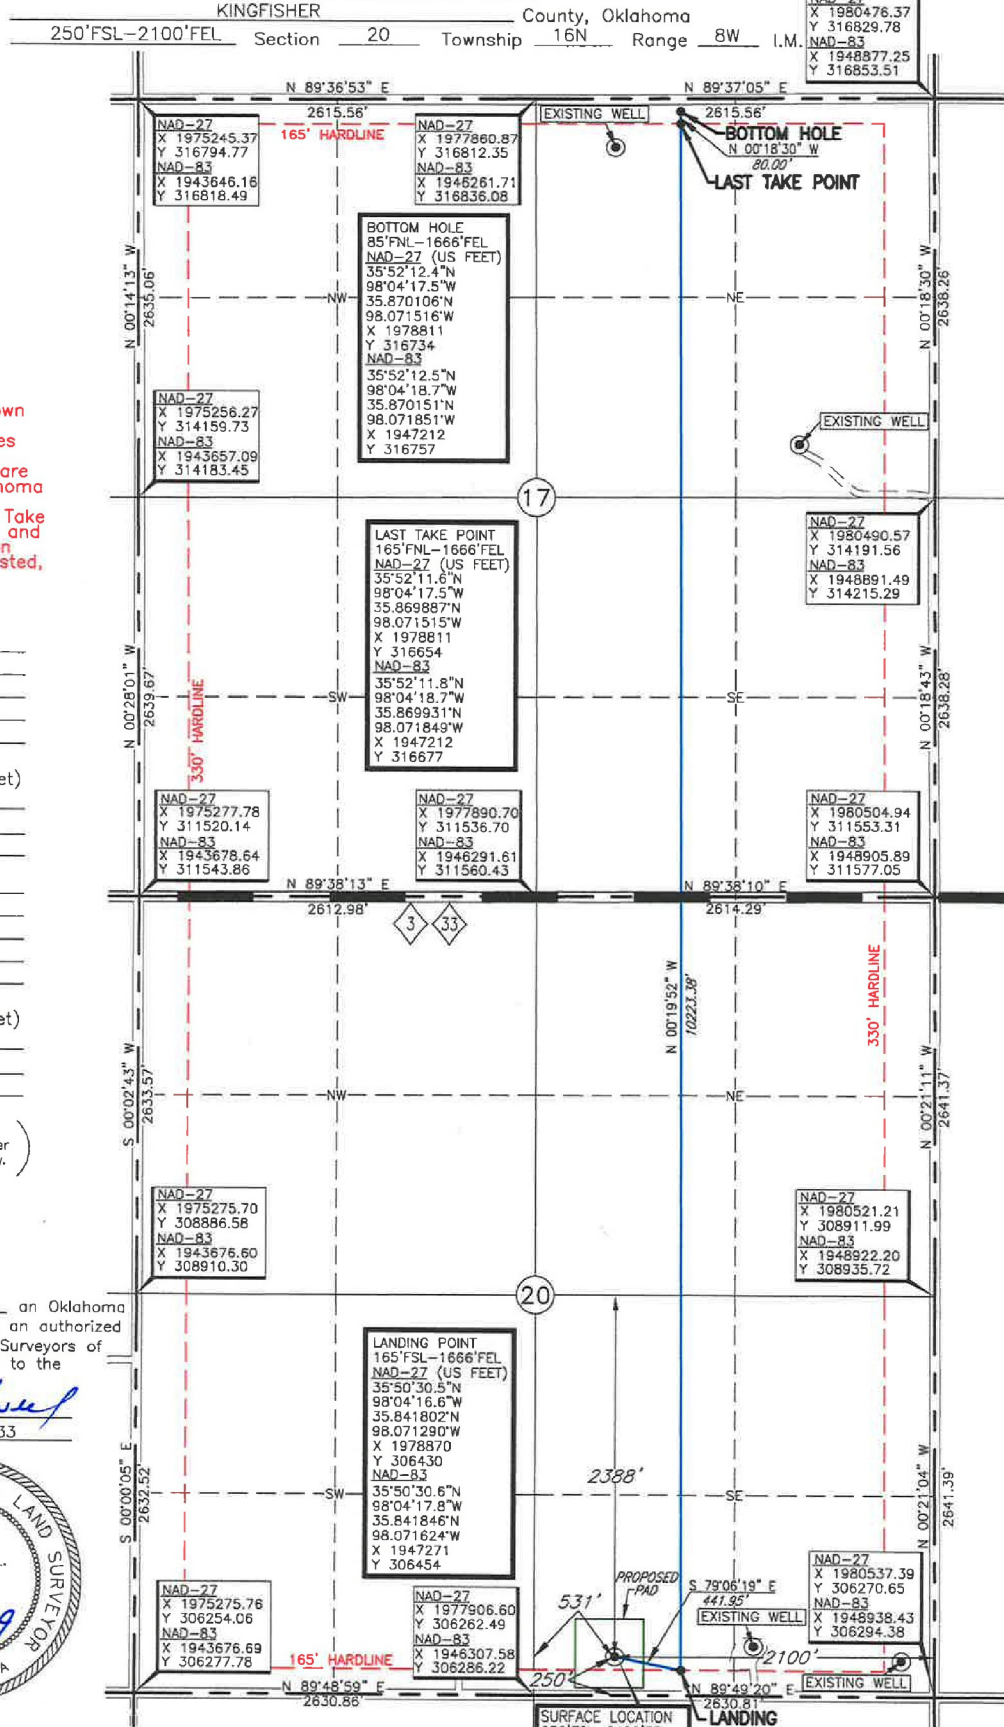 KINGFISHER County, Oklahoma
250'FSL-2100'FEL Section 20 Township 16N Range 8W I.M.
NAD-27
X 1980476.37
Y 316829.78
NAD-83
X 1948877.25
Y 316853.51
N 89°36'53" E
2615.56'
N 89°37'05" E
2615.56'
165' HARDLINE
EXISTING WELL
BOTTOM HOLE
N 00°18'30" W
80.00'
LAST TAKE POINT
NAD-27
X 1975245.37
Y 316794.77
NAD-83
X 1943646.16
Y 316818.49
NAD-27
X 1977860.87
Y 316812.35
NAD-83
X 1946261.71
Y 316836.08
BOTTOM HOLE
85'FNL-1666'FEL
NAD-27 (US FEET)
35°52'12.4"N
98°04'17.5"W
35.870106°N
98.071516°W
X 1978811
Y 316734
NAD-83
35°52'12.5"N
98°04'18.7"W
35.870151°N
98.071851°W
X 1947212
Y 316757
N 00°14'13" W
2635.06'
NW
NE
N 00°18'30" W
2638.26'
own
es
are
homa
Take
and
n
sted,
NAD-27
X 1975256.27
Y 314159.73
NAD-83
X 1943657.09
Y 314183.45
EXISTING WELL
17
LAST TAKE POINT
165'FNL-1666'FEL
NAD-27 (US FEET)
35°52'11.6"N
98°04'17.5"W
35.869887°N
98.071515°W
X 1978811
Y 316654
NAD-83
35°52'11.8"N
98°04'18.7"W
35.869931°N
98.071849°W
X 1947212
Y 316677
NAD-27
X 1980490.57
Y 314191.56
NAD-83
X 1948891.49
Y 314215.29
N 00°28'01" W
2639.67'
330' HARDLINE
SW
SE
N 00°18'43" W
2638.28'
et)
NAD-27
X 1975277.78
Y 311520.14
NAD-83
X 1943678.64
Y 311543.86
NAD-27
X 1977890.70
Y 311536.70
NAD-83
X 1946291.61
Y 311560.43
NAD-27
X 1980504.94
Y 311553.31
NAD-83
X 1948905.89
Y 311577.05
N 89°38'13" E
2612.98'
N 89°38'10" E
2614.29'
3
33
N 00°19'52" W
10223.38'
330' HARDLINE
et)
S 00°02'43" W
2633.57'
NW
NE
N 00°21'11" W
2641.37'
er
y.
NAD-27
X 1975275.70
Y 308886.58
NAD-83
X 1943676.60
Y 308910.30
NAD-27
X 1980521.21
Y 308911.99
NAD-83
X 1948922.20
Y 308935.72
20
an Oklahoma
an authorized
Surveyors of
to the
33
LANDING POINT
165'FSL-1666'FEL
NAD-27 (US FEET)
35°50'30.5"N
98°04'16.6"W
35.841802°N
98.071290°W
X 1978870
Y 306430
NAD-83
35°50'30.6"N
98°04'17.8"W
35.841846°N
98.071624°W
X 1947271
Y 306454
S 00°00'05" E
2632.52'
SW
2388'
SE
N 00°21'04" W
2641.39'
LAND SURVEYOR
NAD-27
X 1975275.76
Y 306254.06
NAD-83
X 1943676.69
Y 306277.78
NAD-27
X 1977906.60
Y 306262.49
NAD-83
X 1946307.58
Y 306286.22
531'
PROPOSED
PAD
S 79°06'19" E
441.95'
EXISTING WELL
NAD-27
X 1980537.39
Y 306270.65
NAD-83
X 1948938.43
Y 306294.38
2100'
165' HARDLINE
250'
EXISTING WELL
N 89°48'59" E
2630.86'
N 89°49'20" E
2630.81'
SURFACE LOCATION
LANDING